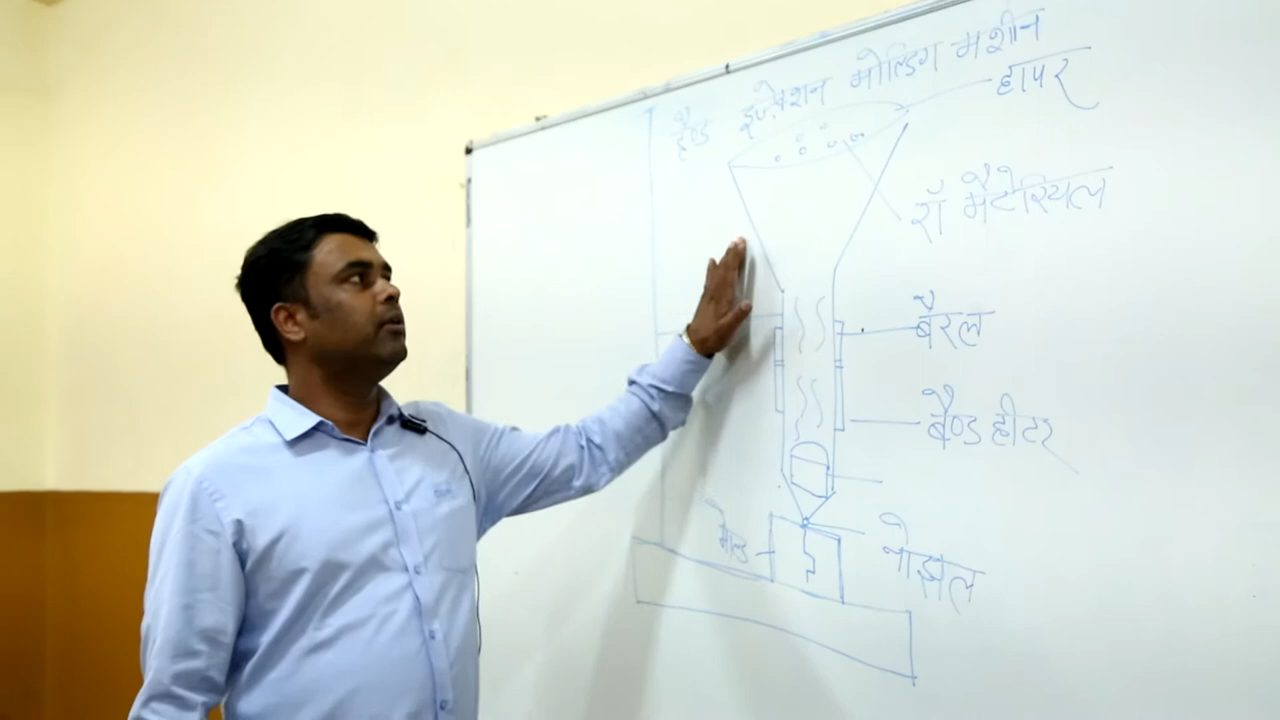 हैण्ड इंजेक्शन मोल्डिंग मशीन
हापर
रॉ मैटेरियल
बैरल
बैण्ड हीटर
मोल्ड
नोझल